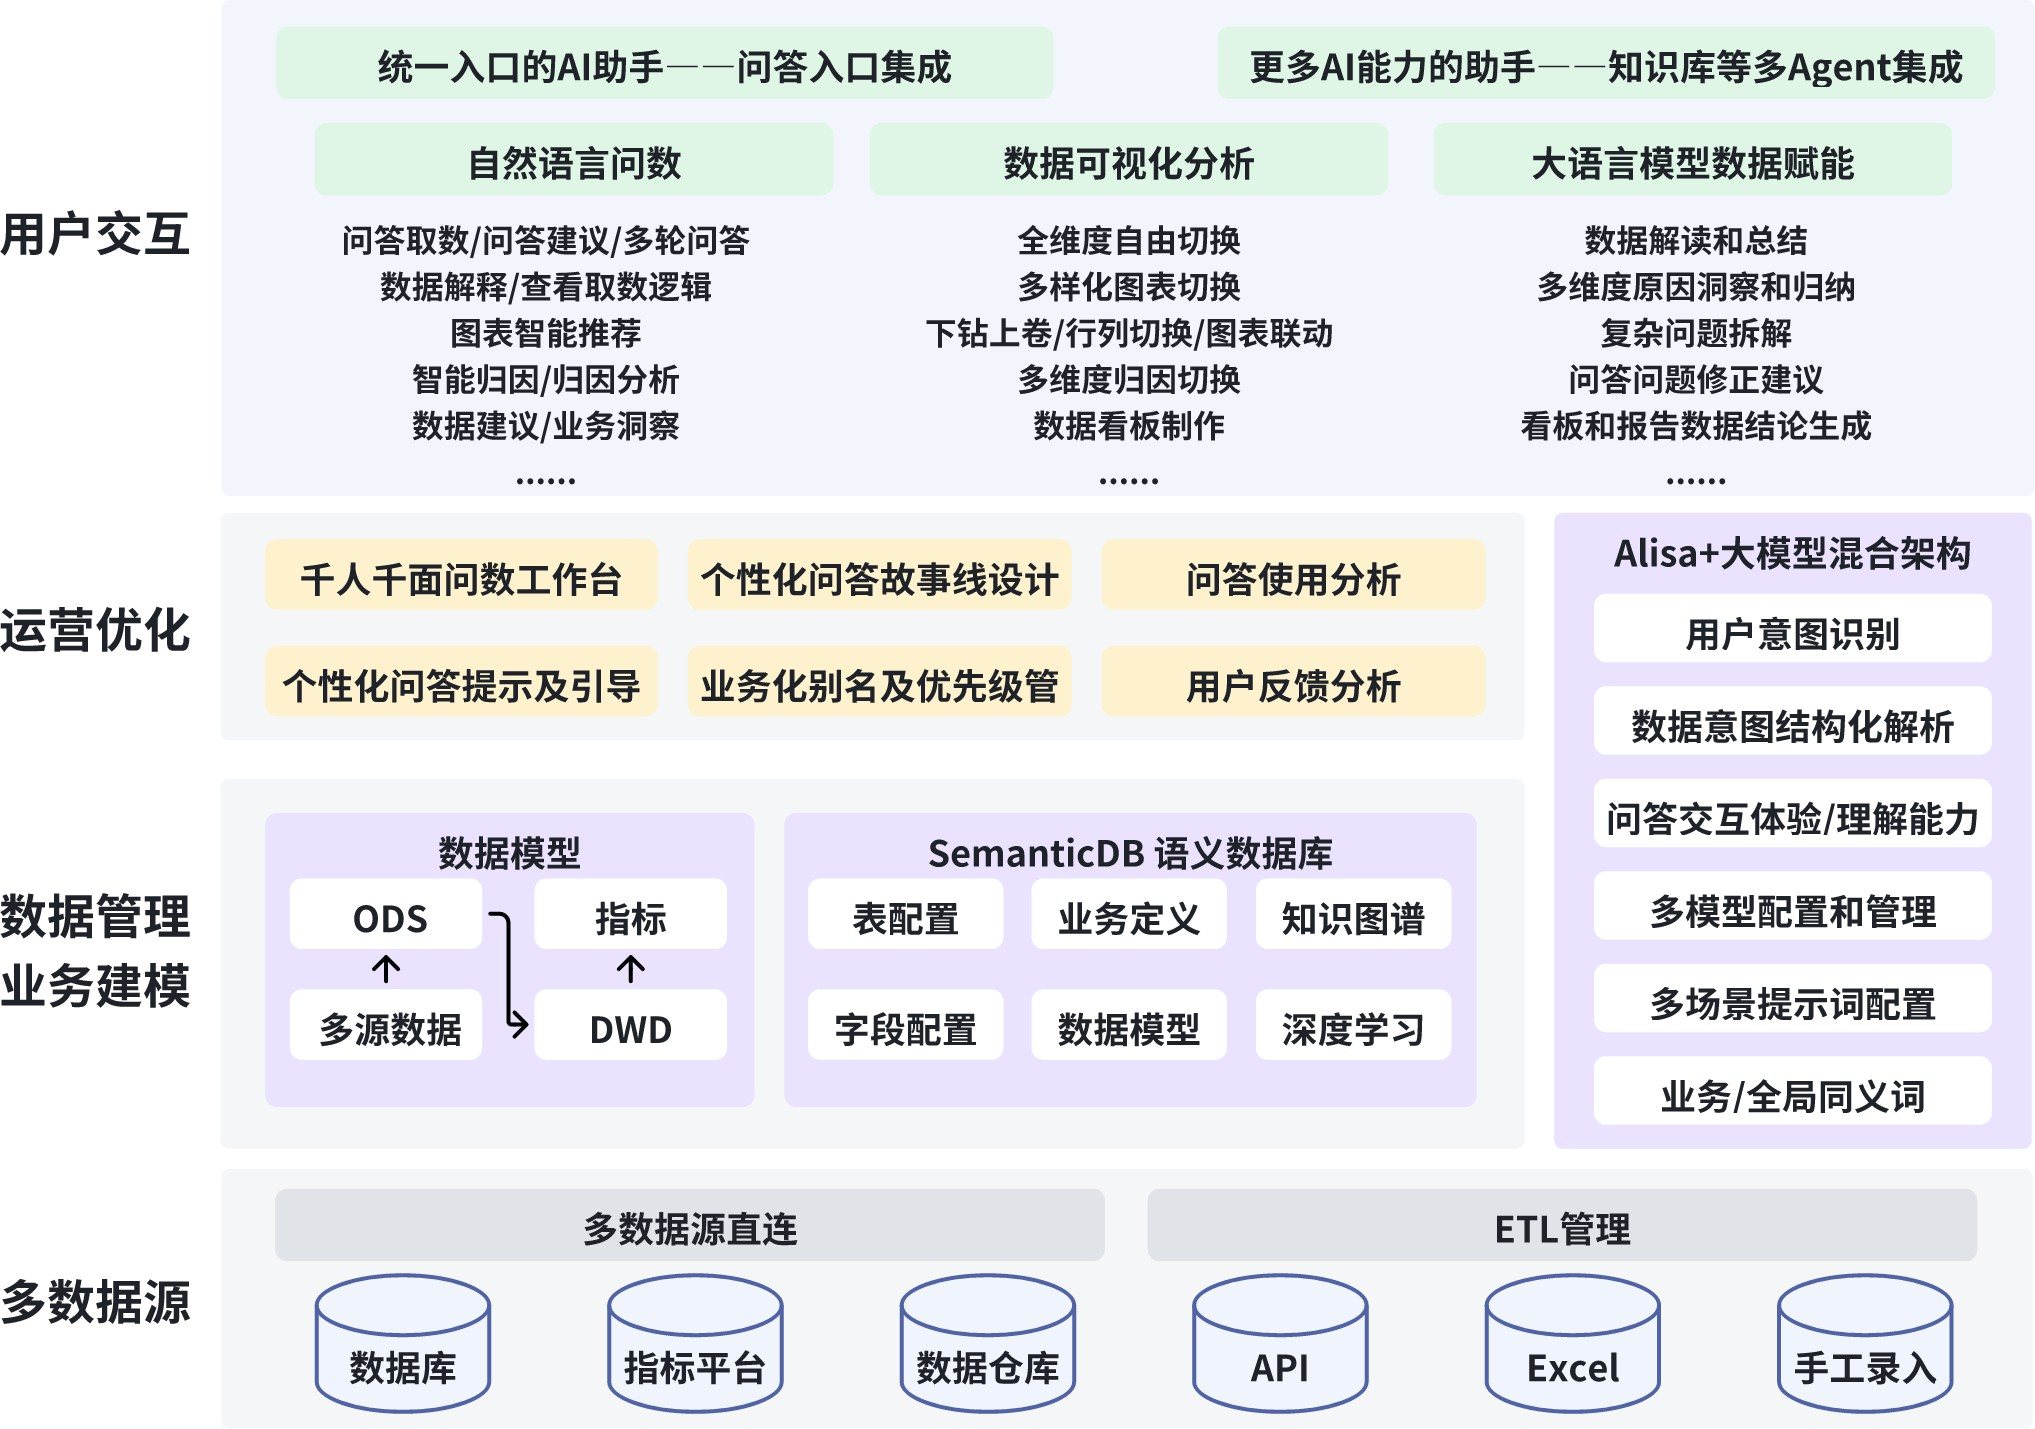 用户交互
统一入口的AI助手——问答入口集成
更多AI能力的助手——知识库等多Agent集成
自然语言问数
问答取数/问答建议/多轮问答
数据解释/查看取数逻辑
图表智能推荐
智能归因/归因分析
数据建议/业务洞察
······
数据可视化分析
全维度自由切换
多样化图表切换
下钻上卷/行列切换/图表联动
多维度归因切换
数据看板制作
······
大语言模型数据赋能
数据解读和总结
多维度原因洞察和归纳
复杂问题拆解
问答问题修正建议
看板和报告数据结论生成
······
运营优化
千人千面问数工作台
个性化问答故事线设计
问答使用分析
个性化问答提示及引导
业务化别名及优先级管
用户反馈分析
Alisa+大模型混合架构
用户意图识别
数据意图结构化解析
问答交互体验/理解能力
多模型配置和管理
多场景提示词配置
业务/全局同义词
数据管理
业务建模
数据模型
ODS
指标
多源数据
DWD
SemanticDB 语义数据库
表配置
业务定义
知识图谱
字段配置
数据模型
深度学习
多数据源
多数据源直连
ETL管理
数据库
指标平台
数据仓库
API
Excel
手工录入